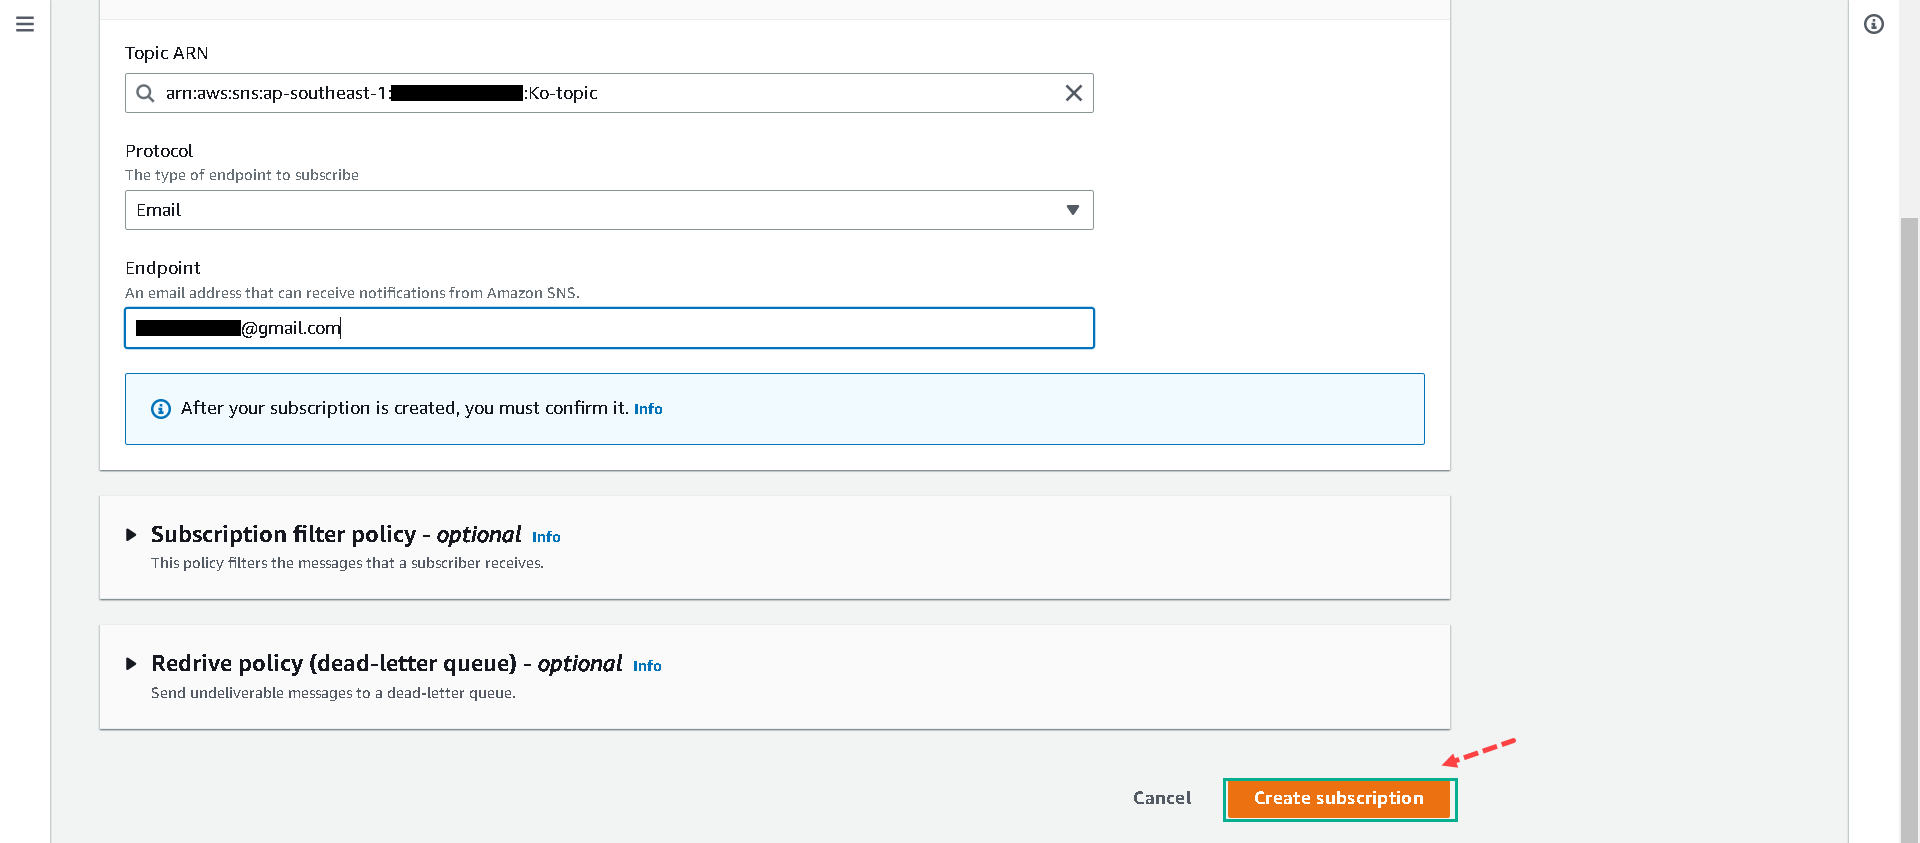 Topic ARN
arn:aws:sns:ap-southeast-1: :Ko-topic
Protocol
The type of endpoint to subscribe
Email
Endpoint
An email address that can receive notifications from Amazon SNS.
@gmail.com
After your subscription is created, you must confirm it. Info
Subscription filter policy - optional Info
This policy filters the messages that a subscriber receives.
Redrive policy (dead-letter queue) - optional Info
Send undeliverable messages to a dead-letter queue.
Cancel Create subscription